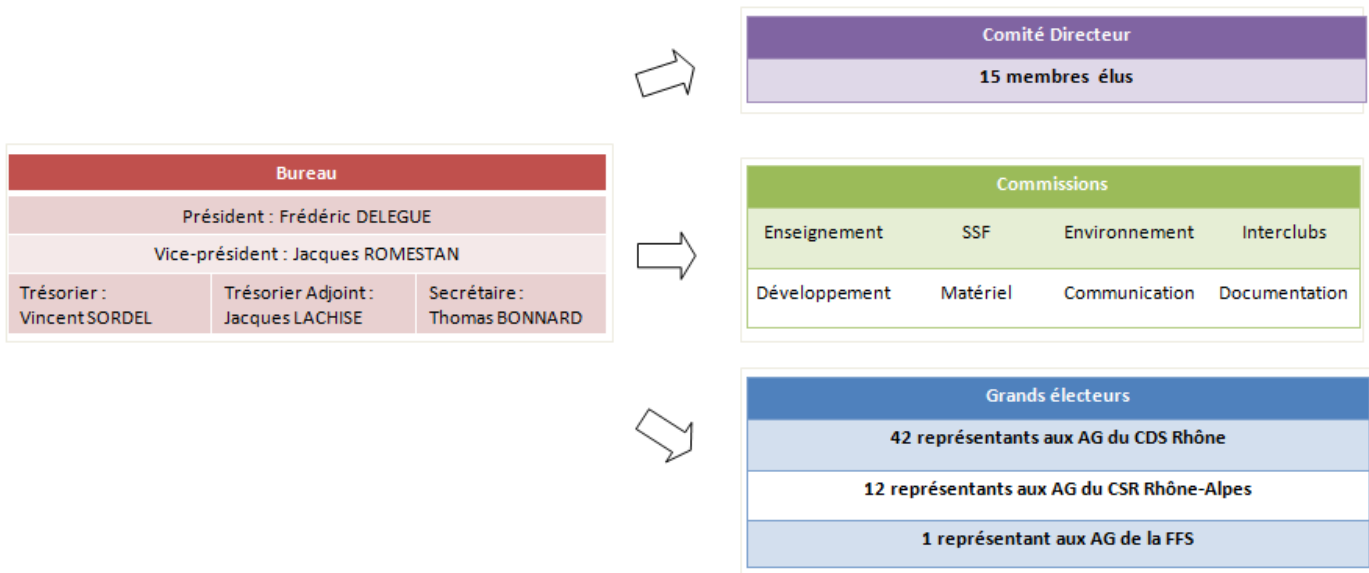 Comité Directeur
15 membres élus
Bureau
Président : Frédéric DELEGUE
Vice-président : Jacques ROMESTAN
Trésorier :
Vincent SORDEL
Trésorier Adjoint :
Jacques LACHISE
Secrétaire :
Thomas BONNARD
Commissions
Enseignement SSF Environnement Interclubs
Développement Matériel Communication Documentation
Grands électeurs
42 représentants aux AG du CDS Rhône
12 représentants aux AG du CSR Rhône-Alpes
1 représentant aux AG de la FFS